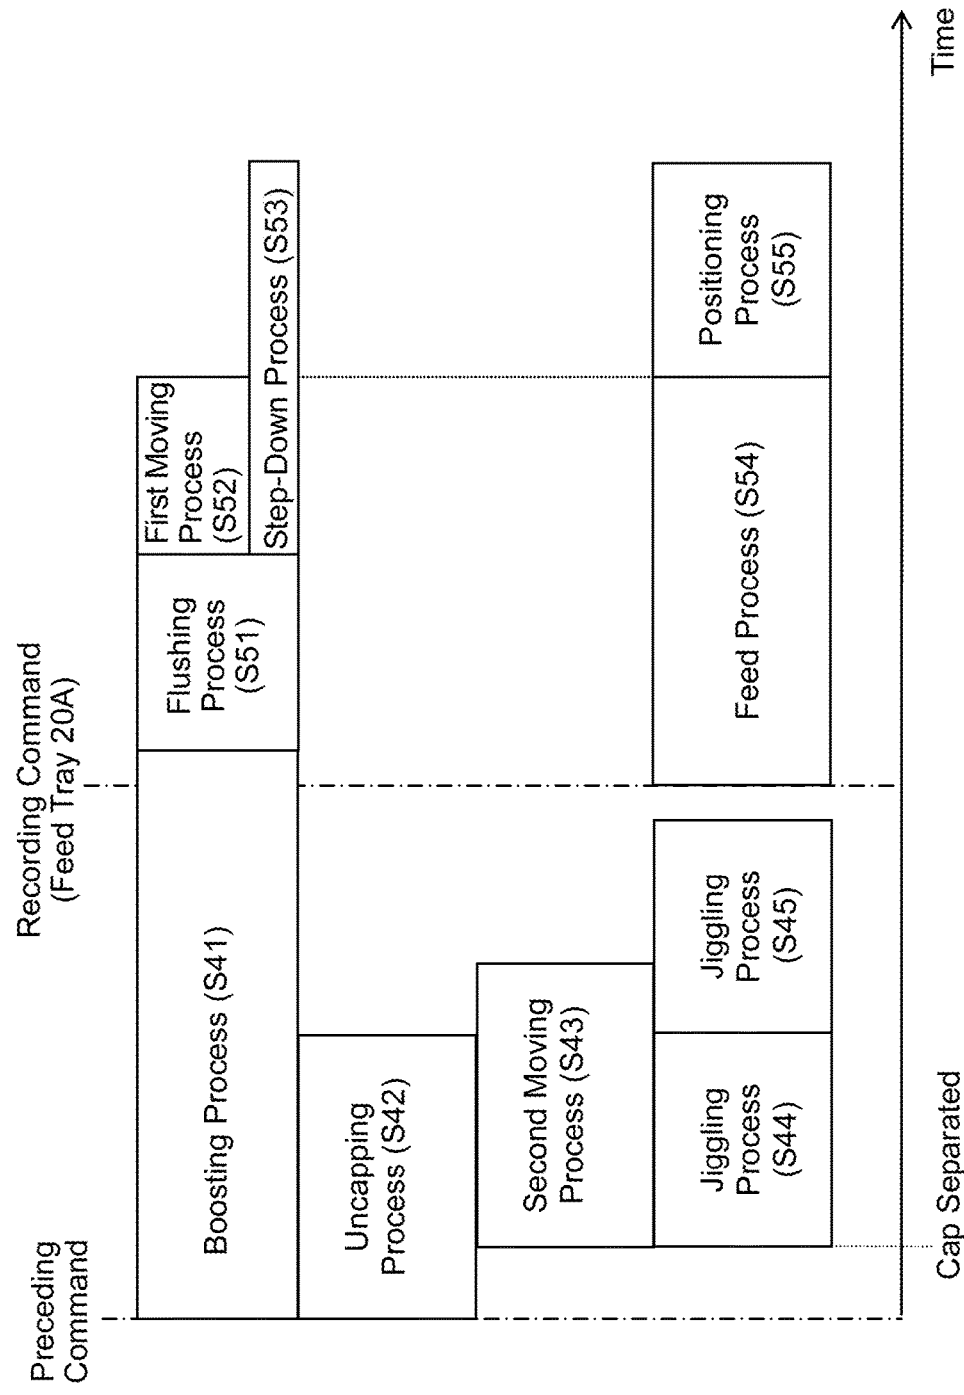 Preceding
Command
Recording Command
(Feed Tray 20A)
Boosting Process (S41)
Flushing
Process
(S51)
First Moving
Process
(S52)
Step-Down Process (S53)
Uncapping
Process (S42)
Second Moving
Process (S43)
Jiggling
Process
(S44)
Jiggling
Process
(S45)
Feed Process (S54)
Positioning
Process
(S55)
Cap Separated
Time